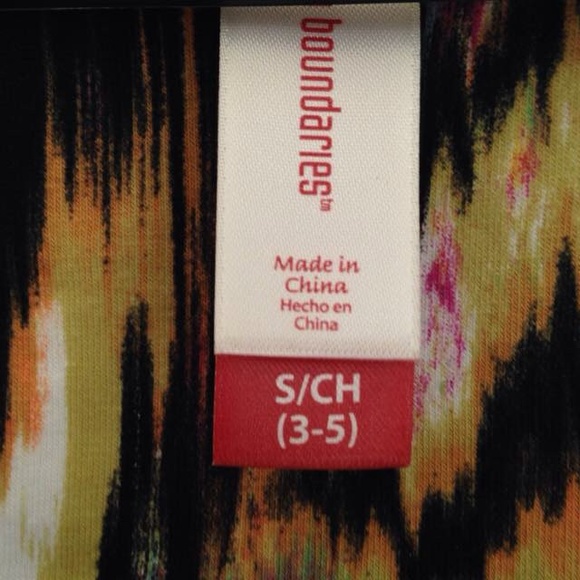 boundaries™
Made in
China
Hecho en
China
S/CH
(3-5)